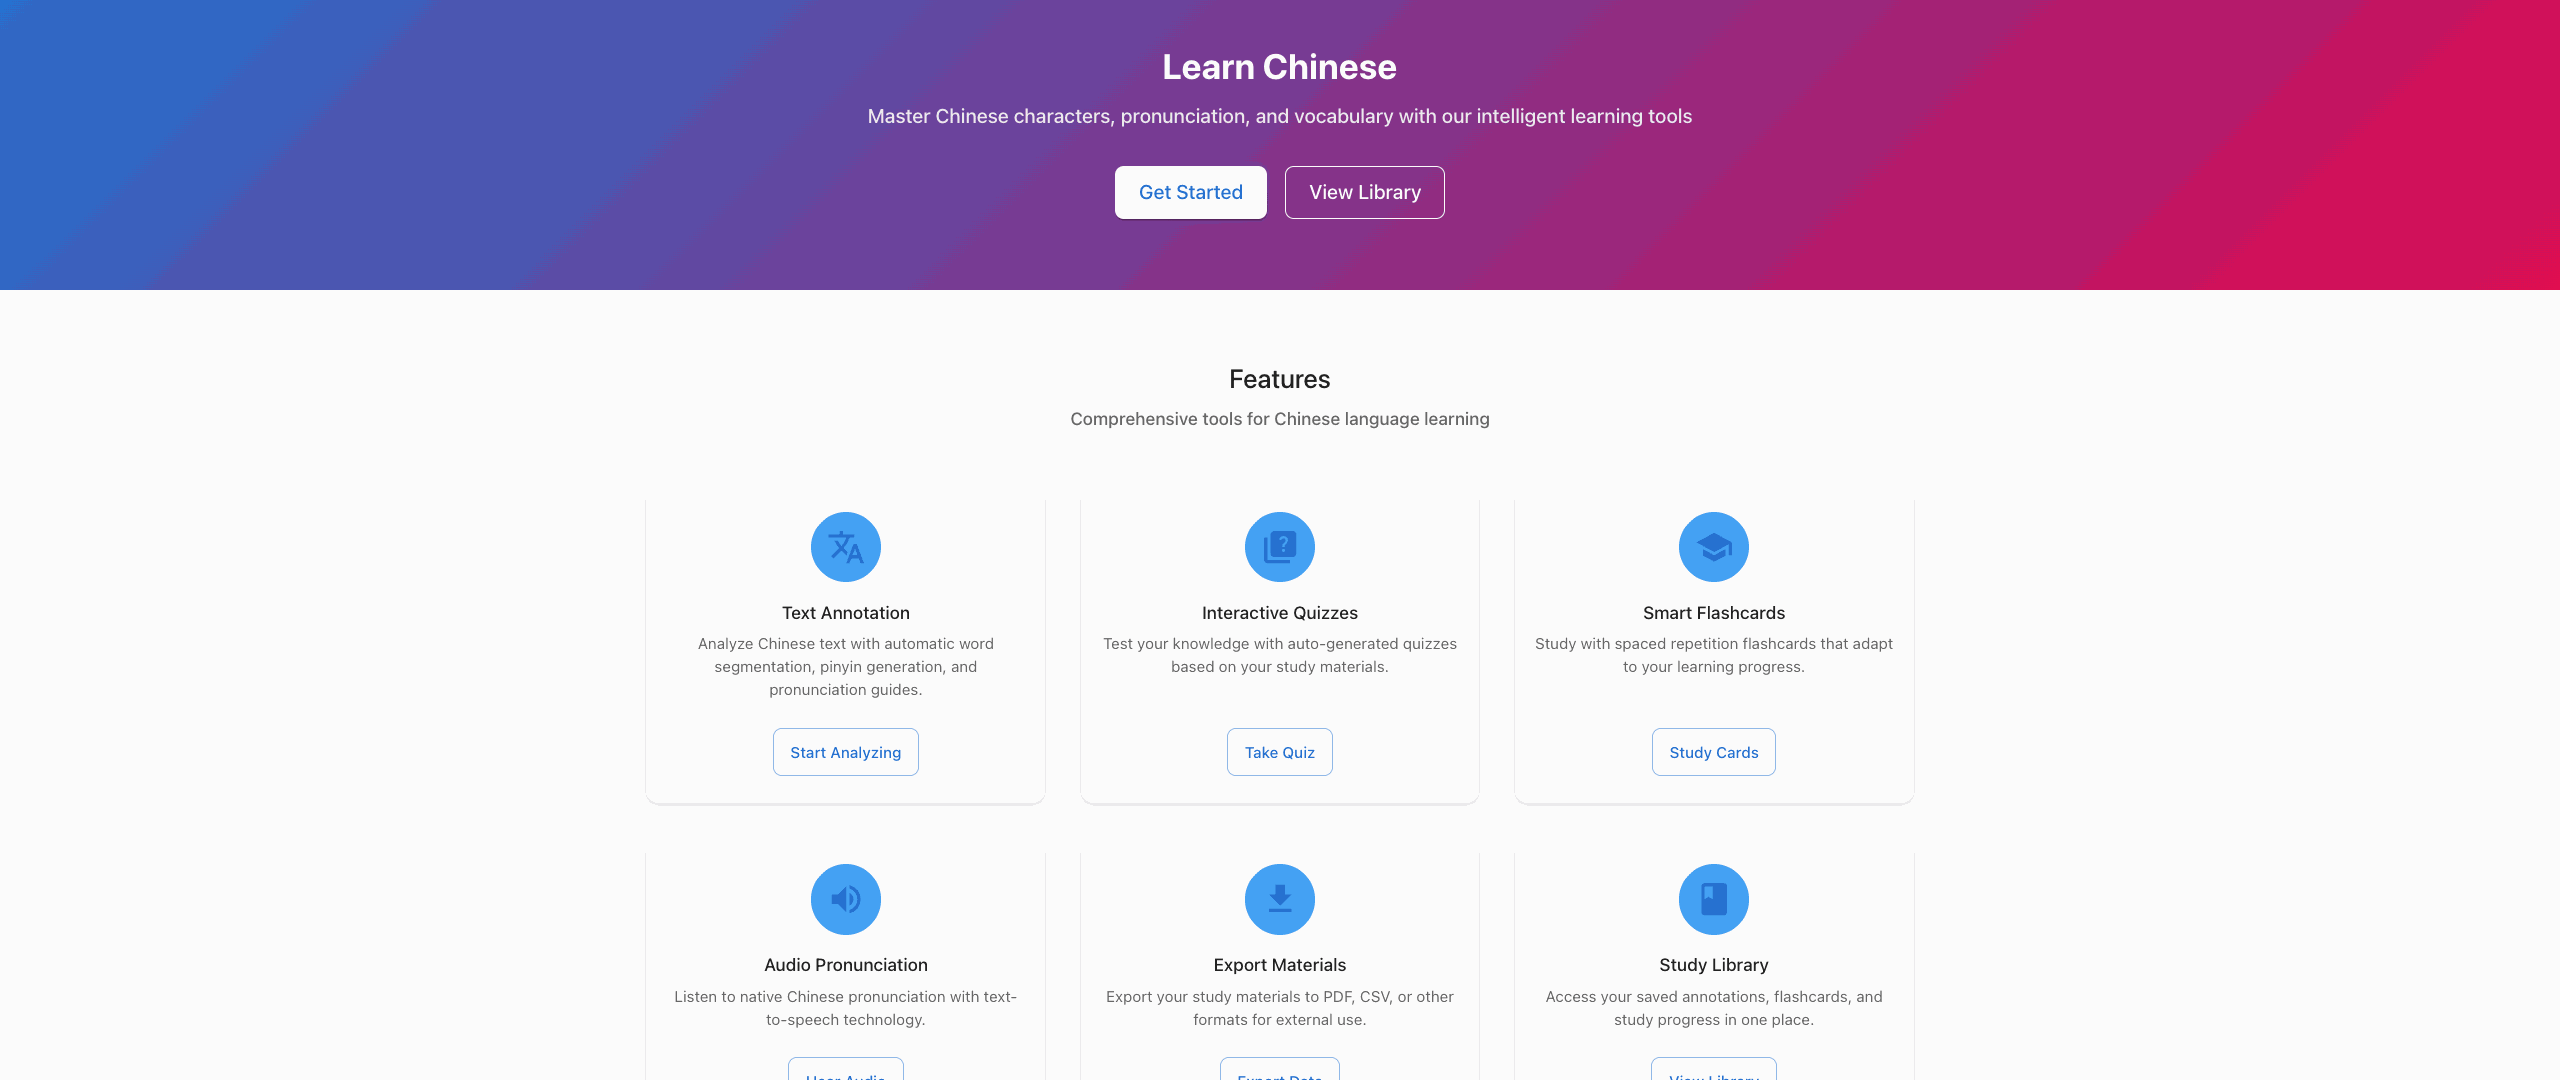 Learn Chinese
Master Chinese characters, pronunciation, and vocabulary with our intelligent learning tools
Get Started
View Library
Features
Comprehensive tools for Chinese language learning
Text Annotation
Analyze Chinese text with automatic word
segmentation, pinyin generation, and
pronunciation guides.
Start Analyzing
Interactive Quizzes
Test your knowledge with auto-generated quizzes
based on your study materials.
Take Quiz
Smart Flashcards
Study with spaced repetition flashcards that adapt
to your learning progress.
Study Cards
Audio Pronunciation
Listen to native Chinese pronunciation with text-
to-speech technology.
Export Materials
Export your study materials to PDF, CSV, or other
formats for external use.
Export Data
Study Library
Access your saved annotations, flashcards, and
study progress in one place.
View Library